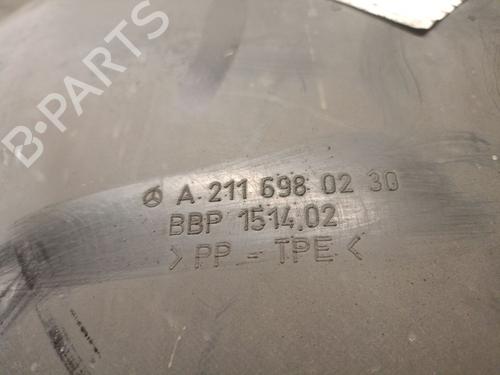 B-PARTS
A 211 698 02 30
BBP 1514.02
>PP - TPE<